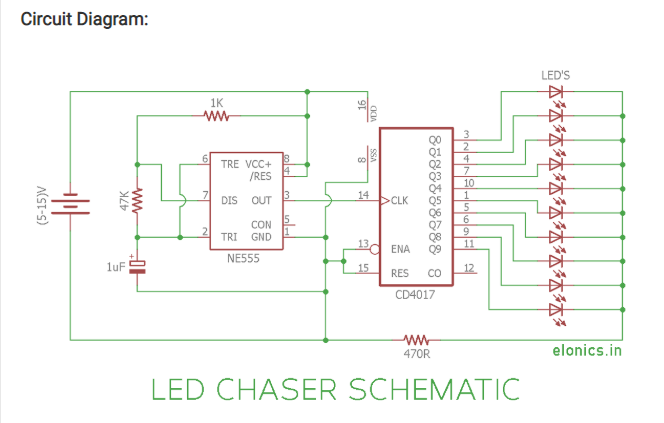 Circuit Diagram:
LED'S
1K
16
VDD
8
VSS
(5-15)V
47K
1uF
+
6 TRE VCC+ 8
/RES 4
7 DIS OUT 3
CON 5
2 TRI GND 1
NE555
14 CLK
13 ENA
15 RES CO 12
Q0 3
Q1 2
Q2 4
Q3 7
Q4 10
Q5 1
Q6 5
Q7 6
Q8 9
Q9 11
CD4017
470R
elonics.in
LED CHASER SCHEMATIC